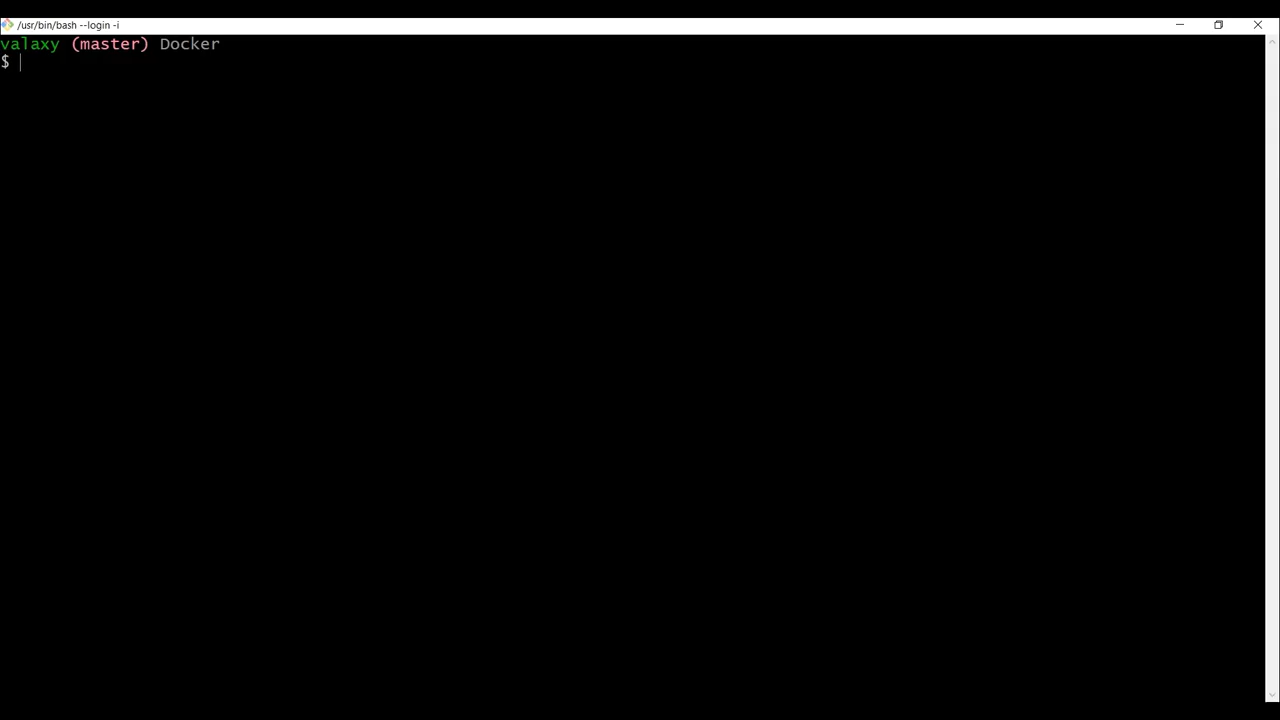 /usr/bin/bash --login -i
valaxy (master) Docker
$